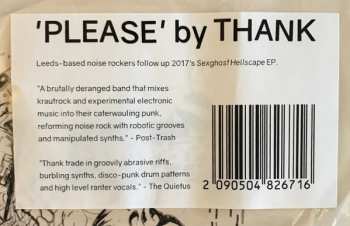 'PLEASE' by THANK
Leeds-based noise rockers follow up 2017's Sexghost Hellscape EP.
"A brutally deranged band that mixes
krautrock and experimental electronic
music into their caterwauling punk,
reforming noise rock with robotic grooves
and manipulated synths." - Post-Trash
"Thank trade in groovily abrasive riffs,
burbling synths, disco-punk drum patterns
and high level ranter vocals." - The Quietus
2 090504 826716